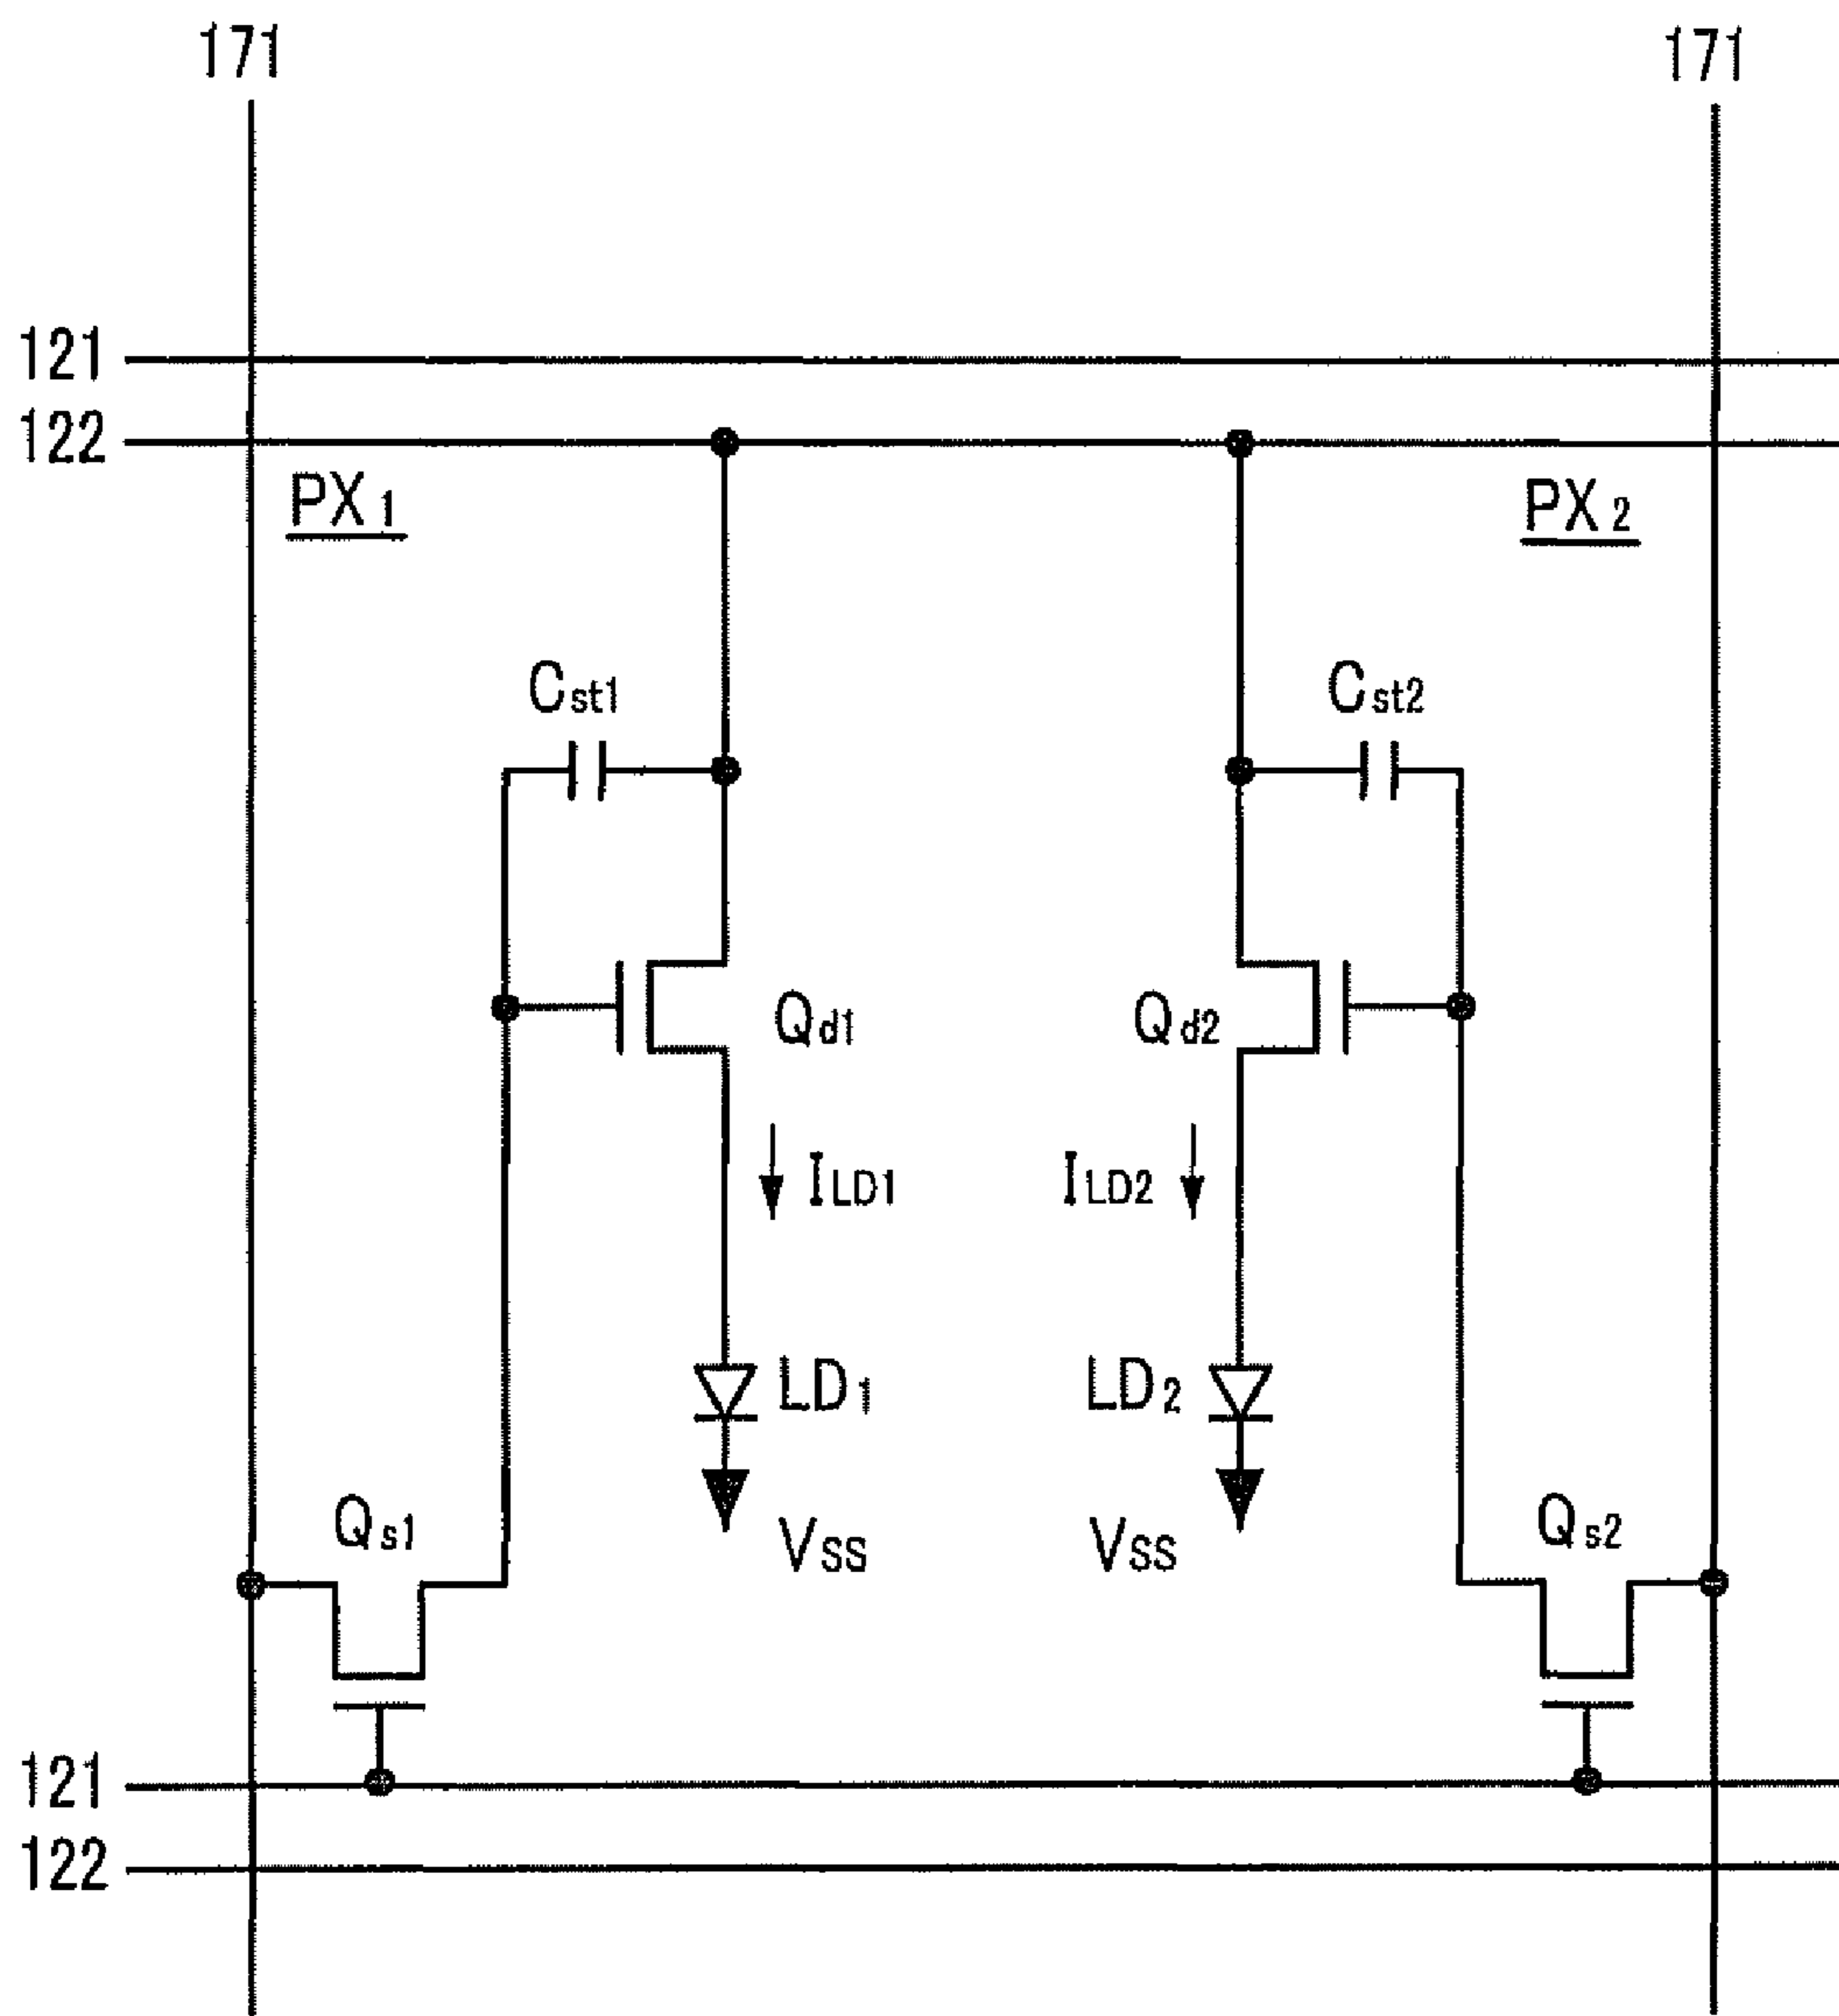 171 171
121
122
PX1 PX2
Cst1 Cst2
Qd1 Qd2
ILD1 ILD2
LD1 LD2
Qs1 Qs2
VSS VSS
121
122